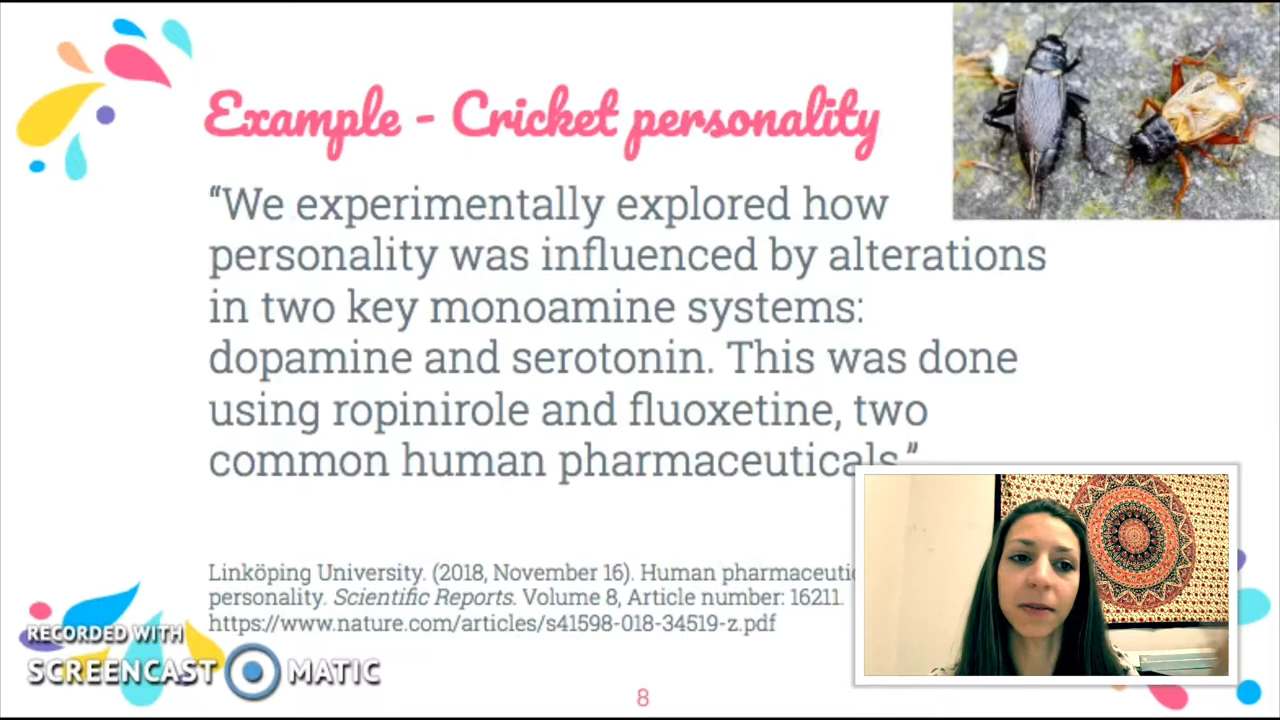 Example - Cricket personality
“We experimentally explored how
personality was influenced by alterations
in two key monoamine systems:
dopamine and serotonin. This was done
using ropinirole and fluoxetine, two
common human pharmaceuticals.”
Linköping University. (2018, November 16). Human
personality. Scientific Reports. Volume 8, Article number: 16211.
https://www.nature.com/articles/s41598-018-34519-z.pdf
RECORDED WITH
SCREENCAST MATIC
8